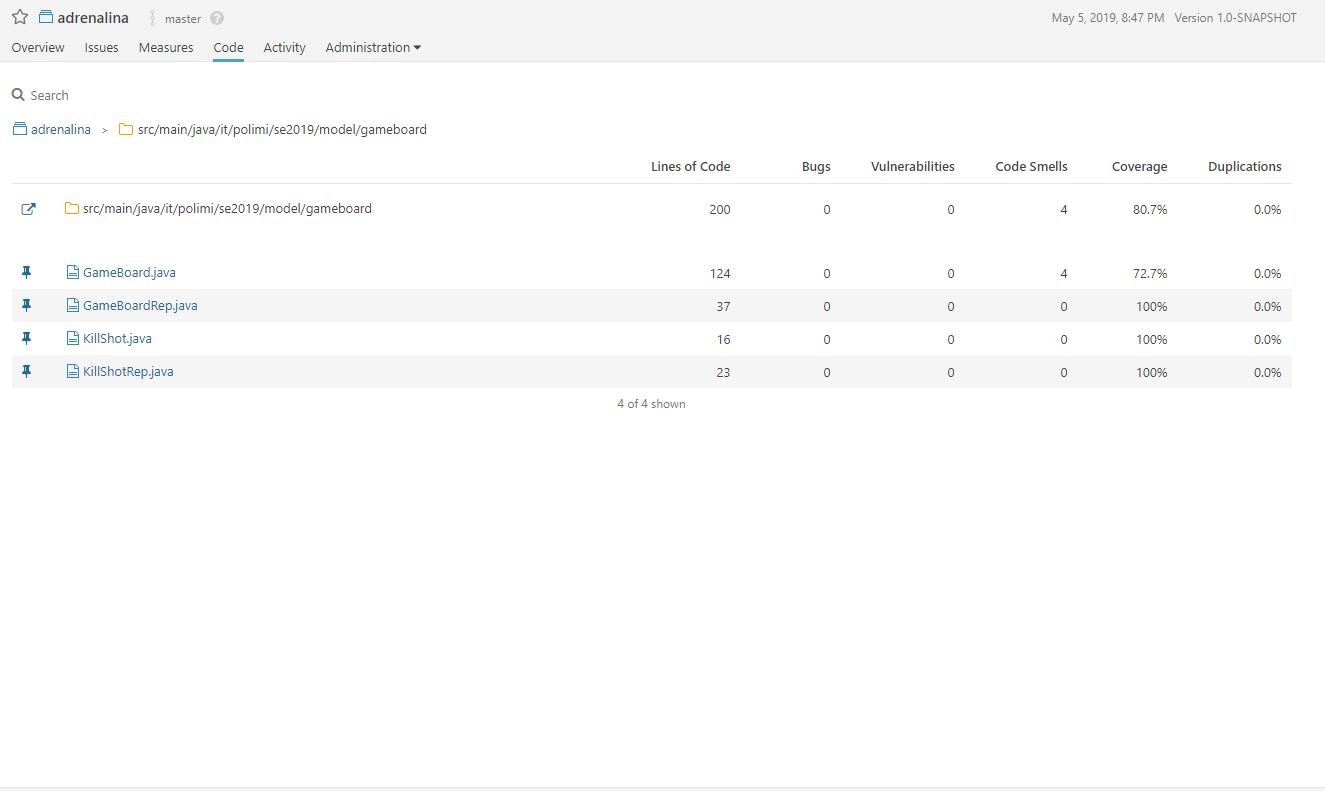 adrenalina master ? May 5, 2019, 8:47 PM Version 1.0-SNAPSHOT
Overview Issues Measures Code Activity Administration
Search
adrenalina > src/main/java/it/polimi/se2019/model/gameboard
Lines of Code Bugs Vulnerabilities Code Smells Coverage Duplications
src/main/java/it/polimi/se2019/model/gameboard 200 0 0 4 80.7% 0.0%
GameBoard.java 124 0 0 4 72.7% 0.0%
GameBoardRep.java 37 0 0 0 100% 0.0%
KillShot.java 16 0 0 0 100% 0.0%
KillShotRep.java 23 0 0 0 100% 0.0%
4 of 4 shown